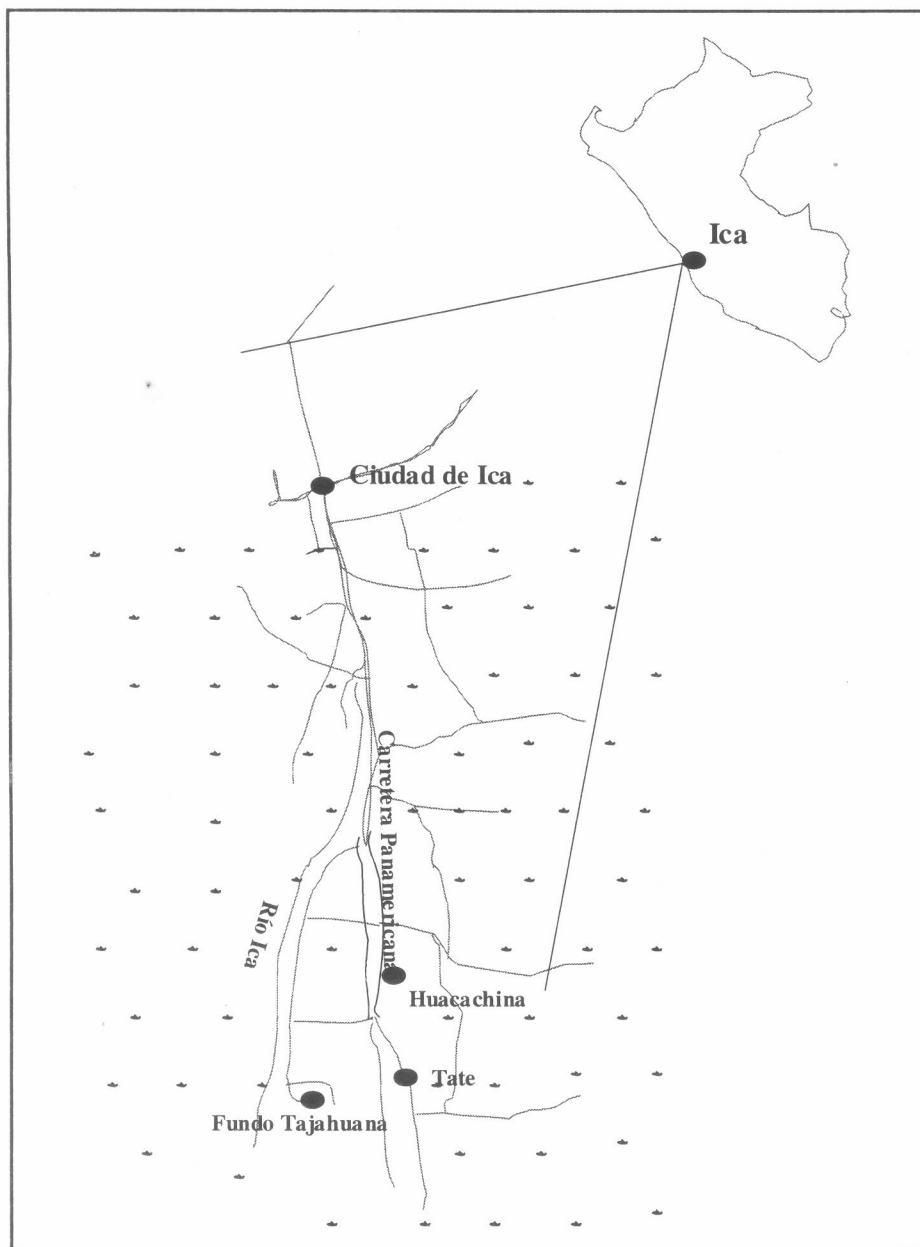 Ica
Ciudad de Ica
Carretera Panamericana
Río Ica
Huacachina
Tate
Fundo Tajahuana